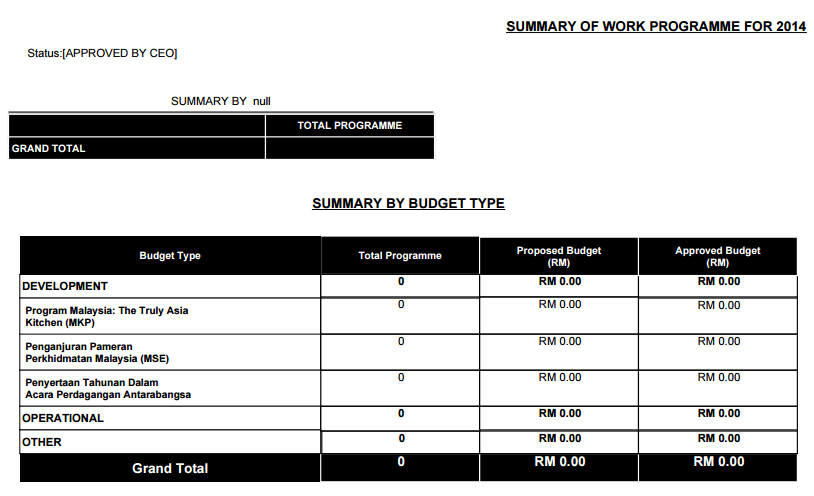 SUMMARY OF WORK PROGRAMME FOR 2014
Status:[APPROVED BY CEO]
SUMMARY BY null
TOTAL PROGRAMME
GRAND TOTAL
SUMMARY BY BUDGET TYPE
Budget Type Total Programme Proposed Budget (RM) Approved Budget (RM)
DEVELOPMENT 0 RM 0.00 RM 0.00
Program Malaysia: The Truly Asia 0 RM 0.00 RM 0.00
Kitchen (MKP)
Penganjuran Pameran 0 RM 0.00 RM 0.00
Perkhidmatan Malaysia (MSE)
Penyertaan Tahunan Dalam 0 RM 0.00 RM 0.00
Acara Perdagangan Antarabangsa
OPERATIONAL 0 RM 0.00 RM 0.00
OTHER 0 RM 0.00 RM 0.00
Grand Total 0 RM 0.00 RM 0.00